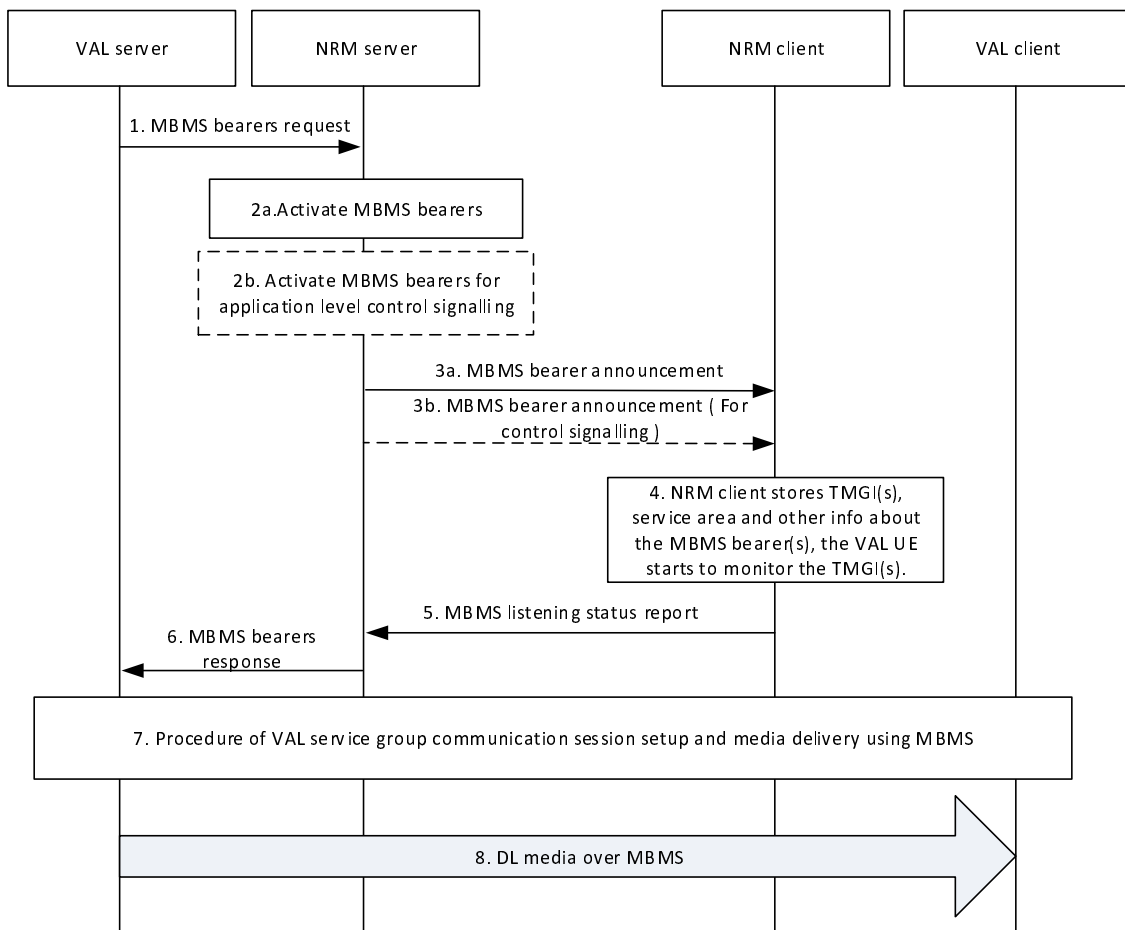 VAL server
NRM server
NRM client
VAL client
1. MBMS bearers request
2a.Activate MBMS bearers
2b. Activate MBMS bearers for
application level control signalling
3a. MBMS bearer announcement
3b. MBMS bearer announcement ( For
control signalling )
4. NRM client stores TMGI(s),
service area and other info about
the MBMS bearer(s), the VAL UE
starts to monitor the TMGI(s).
5. MBMS listening status report
6. MBMS bearers
response
7. Procedure of VAL service group communication session setup and media delivery using MBMS
8. DL media over MBMS